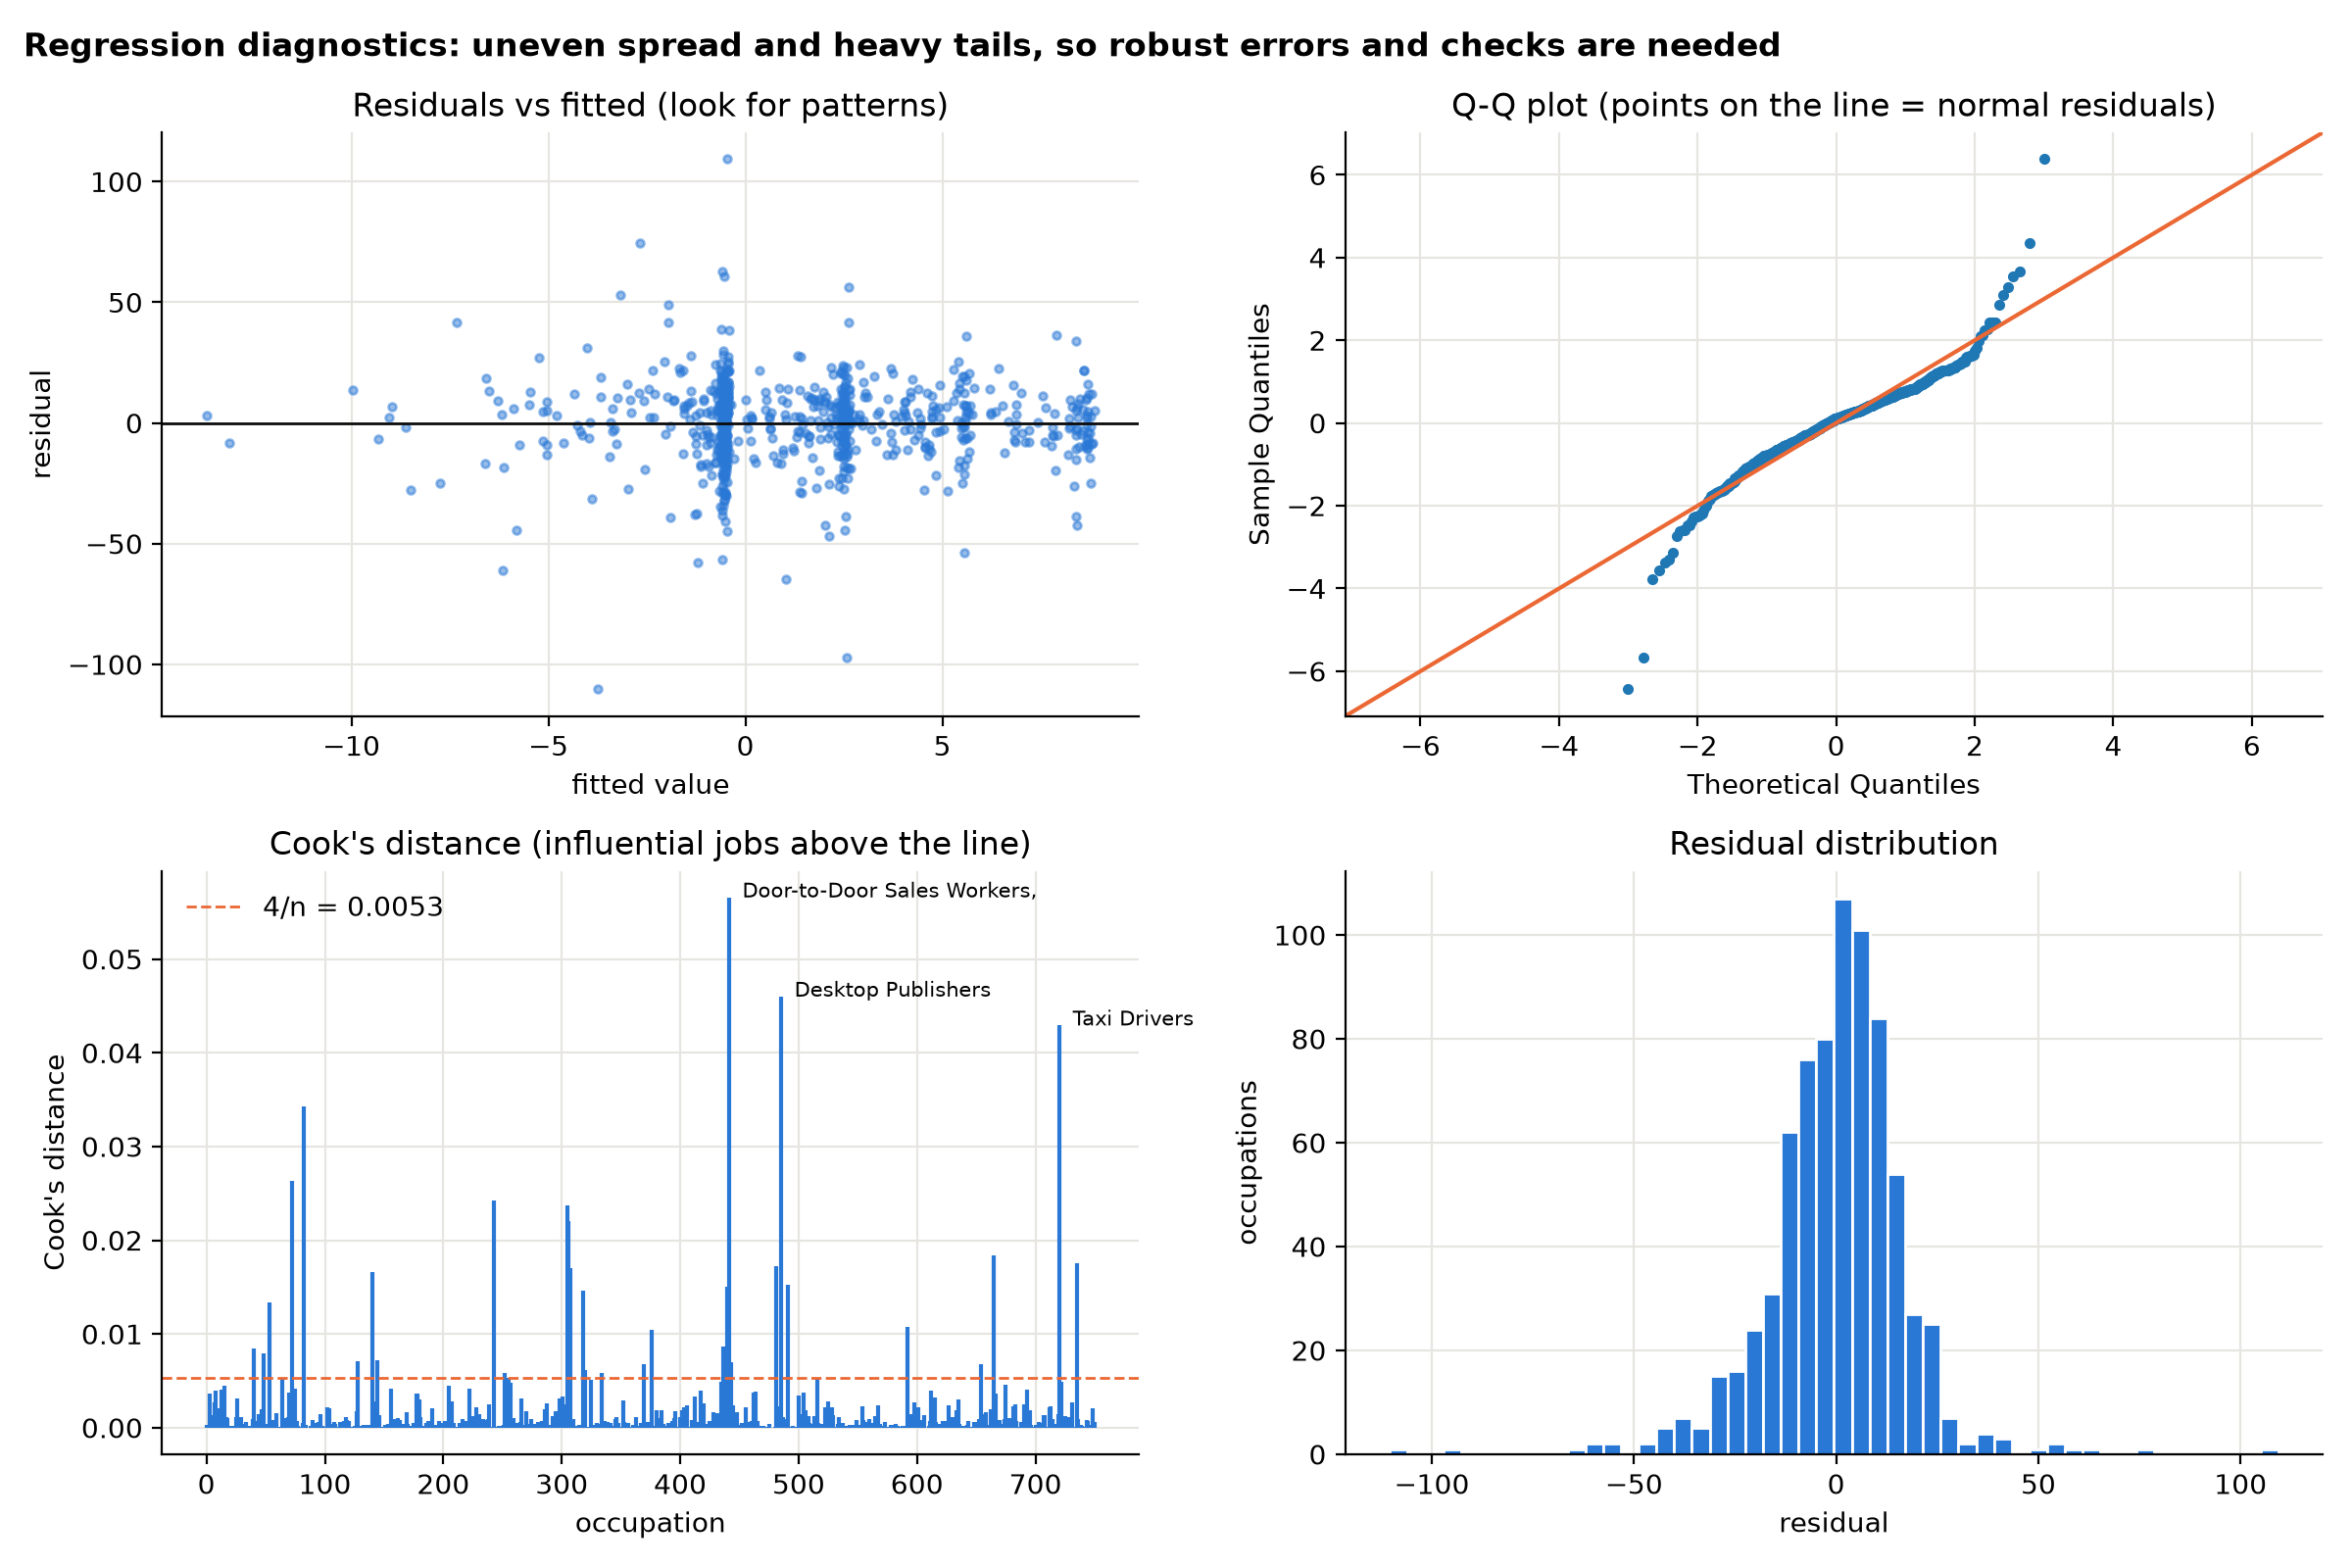 Regression diagnostics: uneven spread and heavy tails, so robust errors and checks are needed
Residuals vs fitted (look for patterns)
100
50
0
−50
−100
residual
−10
−5
0
5
fitted value
Q-Q plot (points on the line = normal residuals)
6
4
2
0
−2
−4
−6
Sample Quantiles
−6
−4
−2
0
2
4
6
Theoretical Quantiles
Cook's distance (influential jobs above the line)
4/n = 0.0053
Door-to-Door Sales Workers,
Desktop Publishers
Taxi Drivers
0.05
0.04
0.03
0.02
0.01
0.00
Cook's distance
0
100
200
300
400
500
600
700
occupation
Residual distribution
100
80
60
40
20
0
occupations
−100
−50
0
50
100
residual